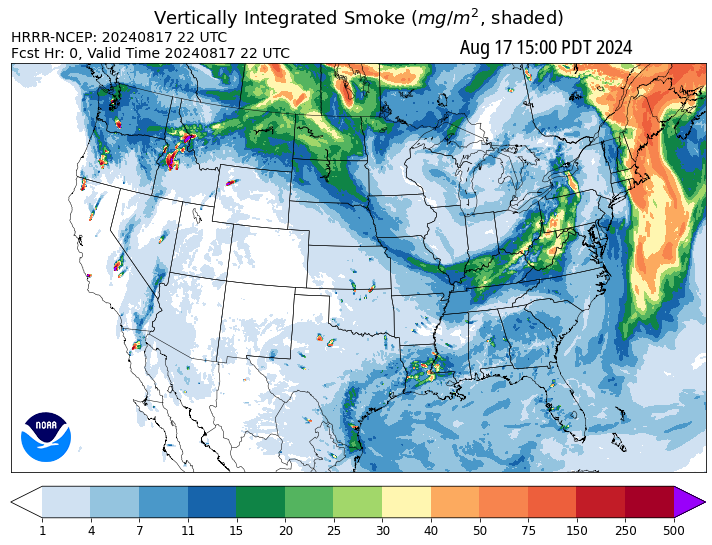 Vertically Integrated Smoke (mg/m², shaded)
HRRR-NCEP: 20240817 22 UTC
Fcst Hr: 0, Valid Time 20240817 22 UTC
Aug 17 15:00 PDT 2024
NOAA
1 4 7 11 15 20 25 30 40 50 75 150 250 500